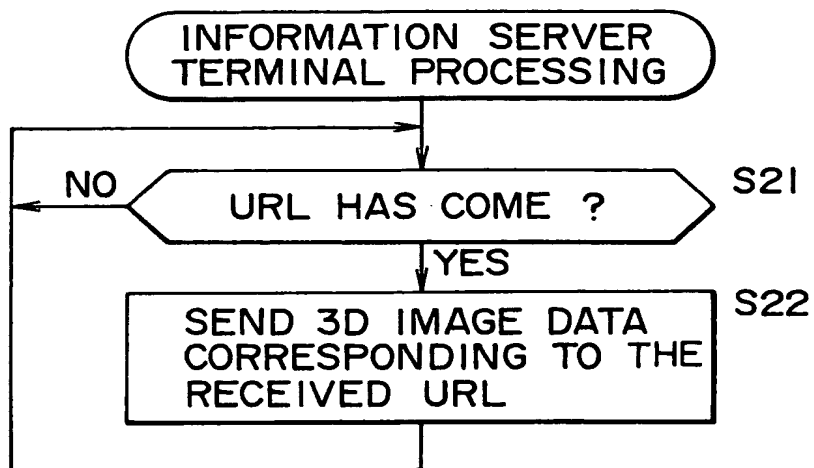 INFORMATION SERVER
TERMINAL PROCESSING
NO
URL HAS COME ?
S21
YES
S22
SEND 3D IMAGE DATA
CORRESPONDING TO THE
RECEIVED URL